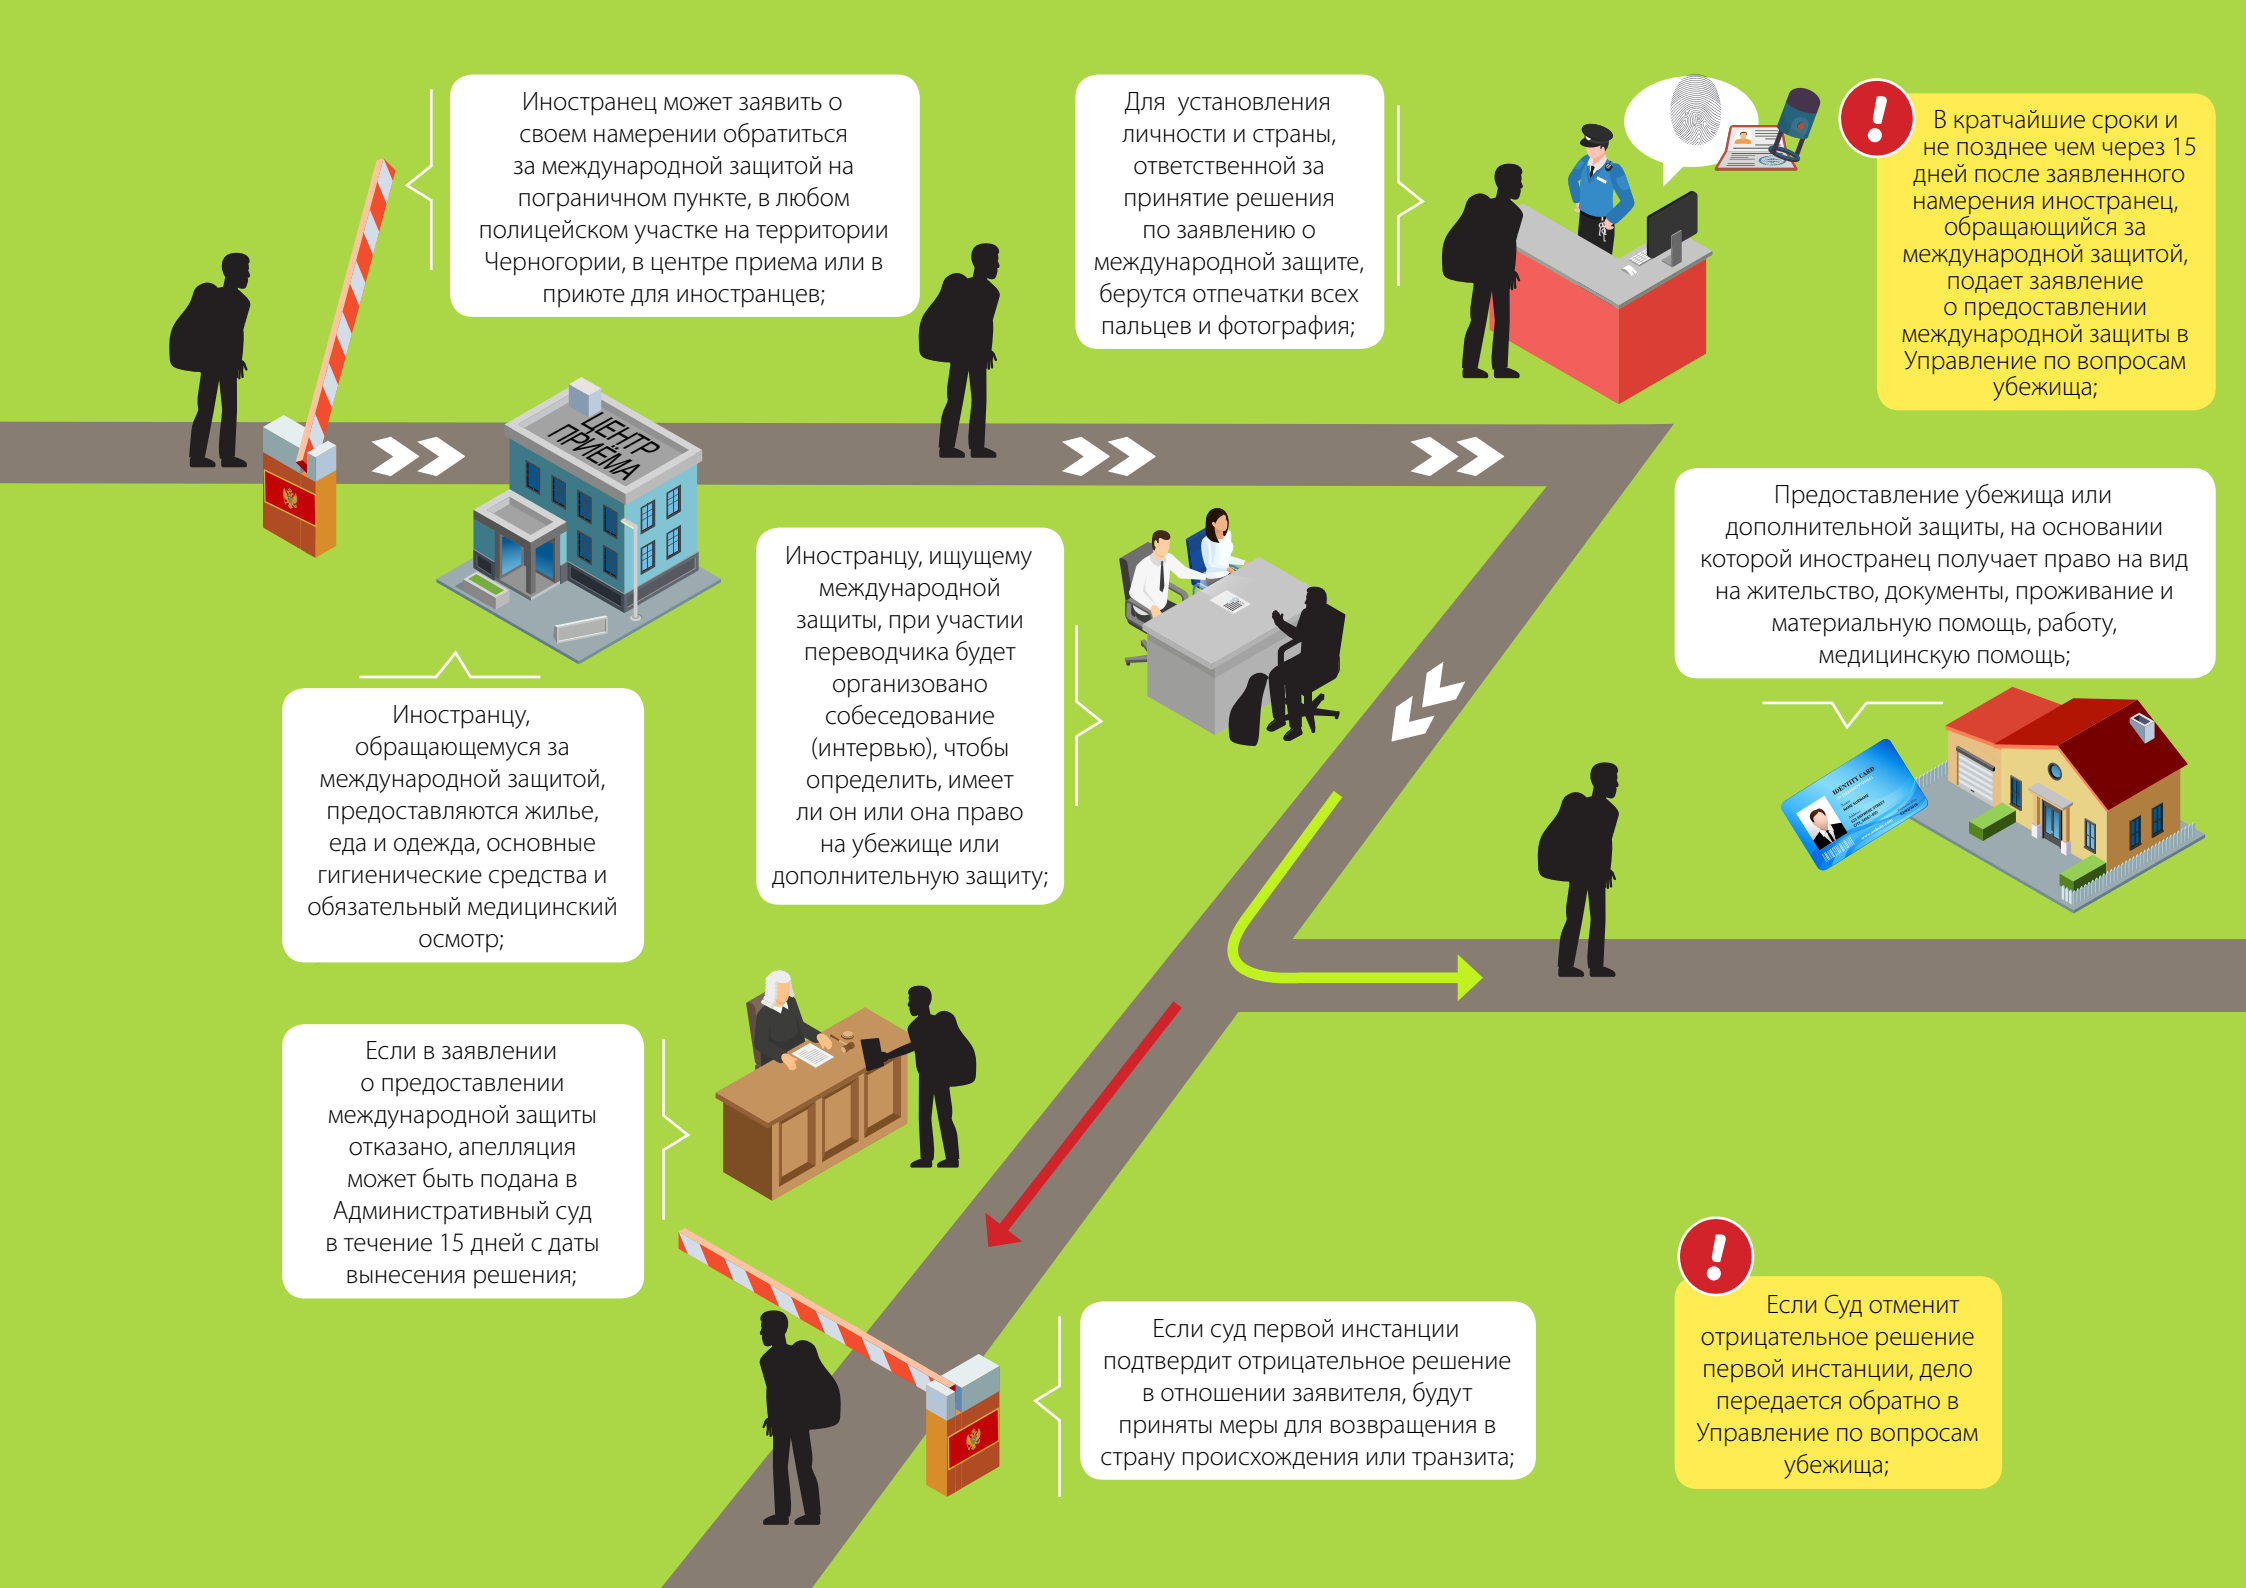 Иностранец может заявить о
своем намерении обратиться
за международной защитой на
пограничном пункте, в любом
полицейском участке на территории
Черногории, в центре приема или в
приюте для иностранцев;
Для установления
личности и страны,
ответственной за
принятие решения
по заявлению о
международной защите,
берутся отпечатки всех
пальцев и фотография;
В кратчайшие сроки и
не позднее чем через 15
дней после заявленного
намерения иностранец,
обращающийся за
международной защитой,
подает заявление
о предоставлении
международной защиты в
Управление по вопросам
убежища;
ЦЕНТР
ПРИЁМА
Иностранцу,
обращающемуся за
международной защитой,
предоставляются жилье,
еда и одежда, основные
гигиенические средства и
обязательный медицинский
осмотр;
Иностранцу, ищущему
международной
защиты, при участии
переводчика будет
организовано
собеседование
(интервью), чтобы
определить, имеет
ли он или она право
на убежище или
дополнительную защиту;
Предоставление убежища или
дополнительной защиты, на основании
которой иностранец получает право на вид
на жительство, документы, проживание и
материальную помощь, работу,
медицинскую помощь;
IDENTITY CARD
Если в заявлении
о предоставлении
международной защиты
отказано, апелляция
может быть подана в
Административный суд
в течение 15 дней с даты
вынесения решения;
Если суд первой инстанции
подтвердит отрицательное решение
в отношении заявителя, будут
приняты меры для возвращения в
страну происхождения или транзита;
Если Суд отменит
отрицательное решение
первой инстанции, дело
передается обратно в
Управление по вопросам
убежища;